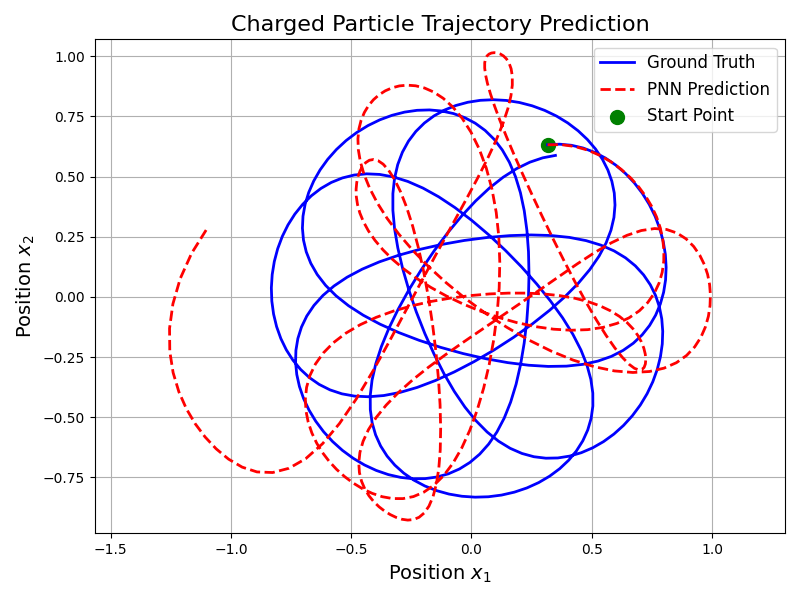 Charged Particle Trajectory Prediction
Ground Truth
PNN Prediction
Start Point
1.00
0.75
0.50
0.25
0.00
−0.25
−0.50
−0.75
Position x₂
−1.5 −1.0 −0.5 0.0 0.5 1.0
Position x₁